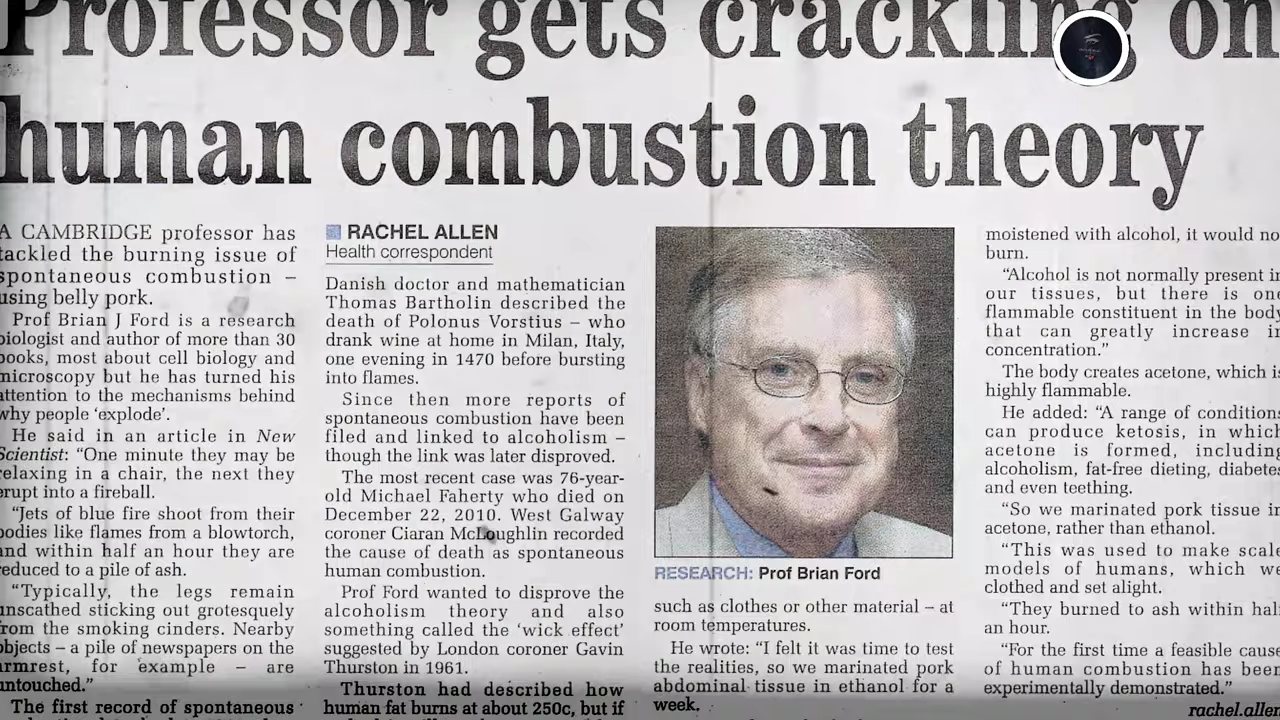 Professor gets crackling on
human combustion theory
A CAMBRIDGE professor has
tackled the burning issue of
spontaneous combustion –
using belly pork.
Prof Brian J Ford is a research
biologist and author of more than 30
books, most about cell biology and
microscopy but he has turned his
attention to the mechanisms behind
why people ‘explode’.
He said in an article in New
Scientist: “One minute they may be
relaxing in a chair, the next they
erupt into a fireball.
“Jets of blue fire shoot from their
bodies like flames from a blowtorch,
and within half an hour they are
reduced to a pile of ash.
“Typically, the legs remain
unscathed sticking out grotesquely
from the smoking cinders. Nearby
objects – a pile of newspapers on the
armrest, for example – are
untouched.”
The first record of spontaneous
RACHEL ALLEN
Health correspondent
Danish doctor and mathematician
Thomas Bartholin described the
death of Polonus Vorstius – who
drank wine at home in Milan, Italy,
one evening in 1470 before bursting
into flames.
Since then more reports of
spontaneous combustion have been
filed and linked to alcoholism –
though the link was later disproved.
The most recent case was 76-year-
old Michael Faherty who died on
December 22, 2010. West Galway
coroner Ciaran McLoughlin recorded
the cause of death as spontaneous
human combustion.
Prof Ford wanted to disprove the
alcoholism theory and also
something called the ‘wick effect’
suggested by London coroner Gavin
Thurston in 1961.
Thurston had described how
human fat burns at about 250c, but if
RESEARCH: Prof Brian Ford
such as clothes or other material – at
room temperatures.
He wrote: “I felt it was time to test
the realities, so we marinated pork
abdominal tissue in ethanol for a
week.
moistened with alcohol, it would no
burn.
“Alcohol is not normally present in
our tissues, but there is one
flammable constituent in the body
that can greatly increase in
concentration.”
The body creates acetone, which is
highly flammable.
He added: “A range of condition
can produce ketosis, in which
acetone is formed, including
alcoholism, fat-free dieting, diabete
and even teething.
“So we marinated pork tissue in
acetone, rather than ethanol.
“This was used to make scale
models of humans, which we
clothed and set alight.
“They burned to ash within hal
an hour.
“For the first time a feasible cause
of human combustion has been
experimentally demonstrated.”
rachel.allen